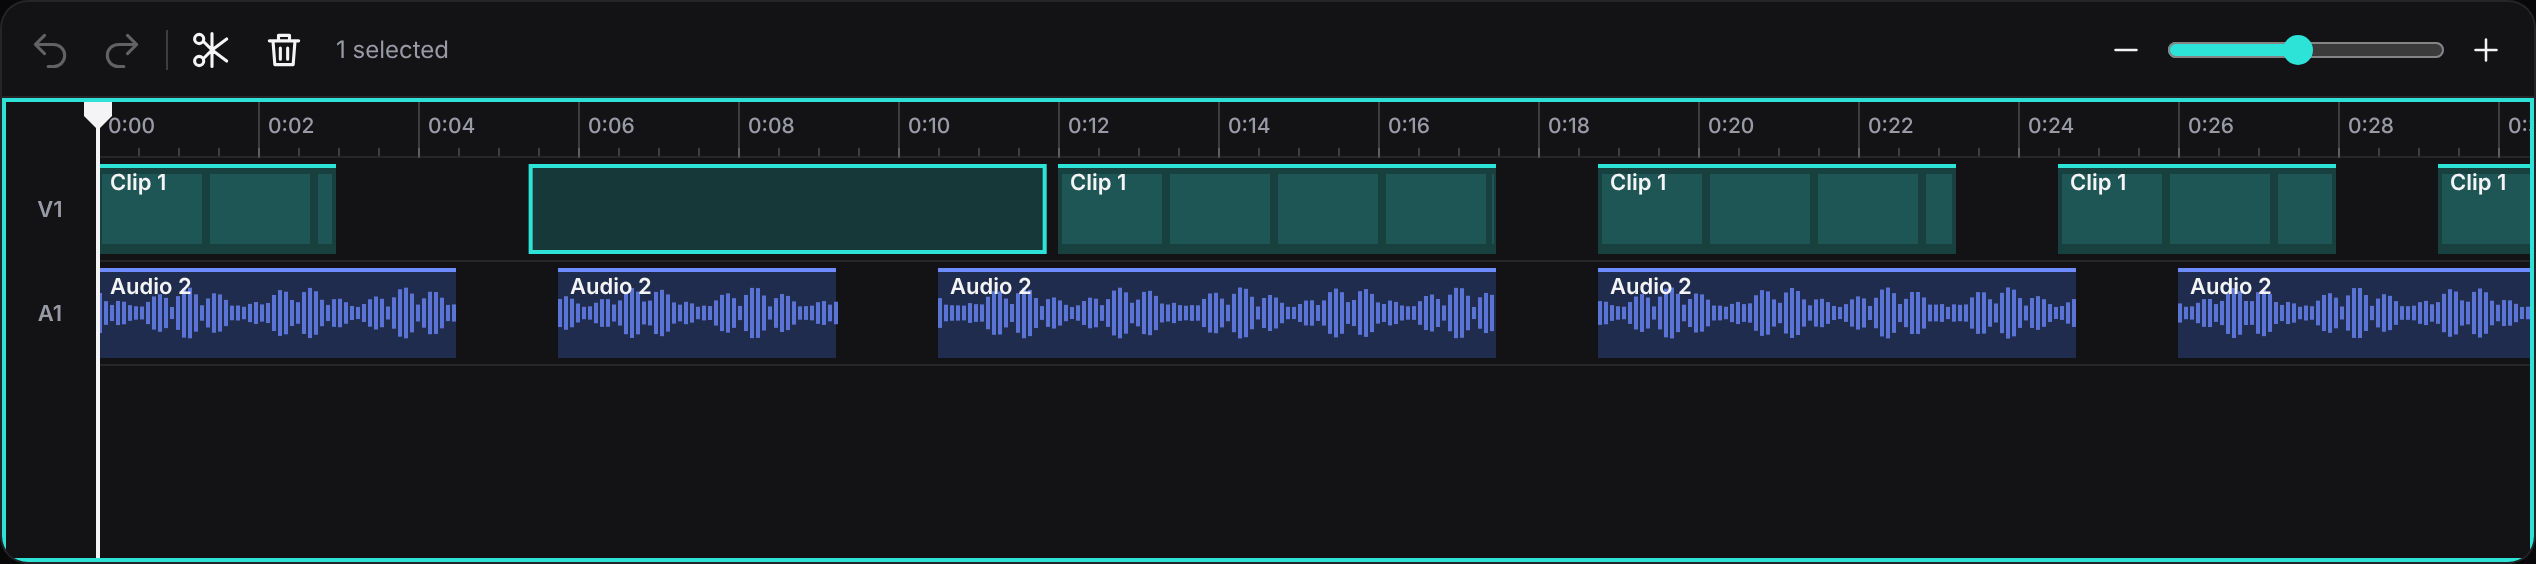 1 selected
0:00 0:02 0:04 0:06 0:08 0:10 0:12 0:14 0:16 0:18 0:20 0:22 0:24 0:26 0:28
V1 Clip 1 Clip 1 Clip 1 Clip 1 Clip 1
A1 Audio 2 Audio 2 Audio 2 Audio 2 Audio 2